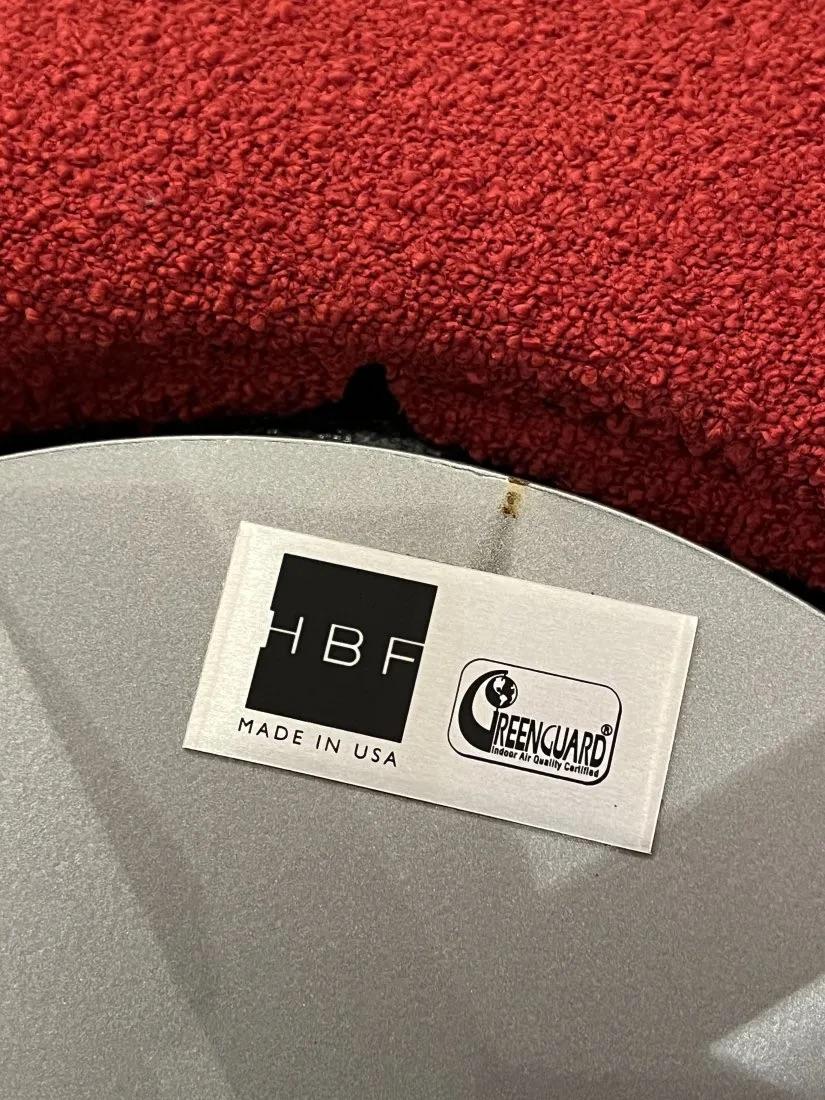 HBF
MADE IN USA
GREENGUARD®
Indoor Air Quality Certified